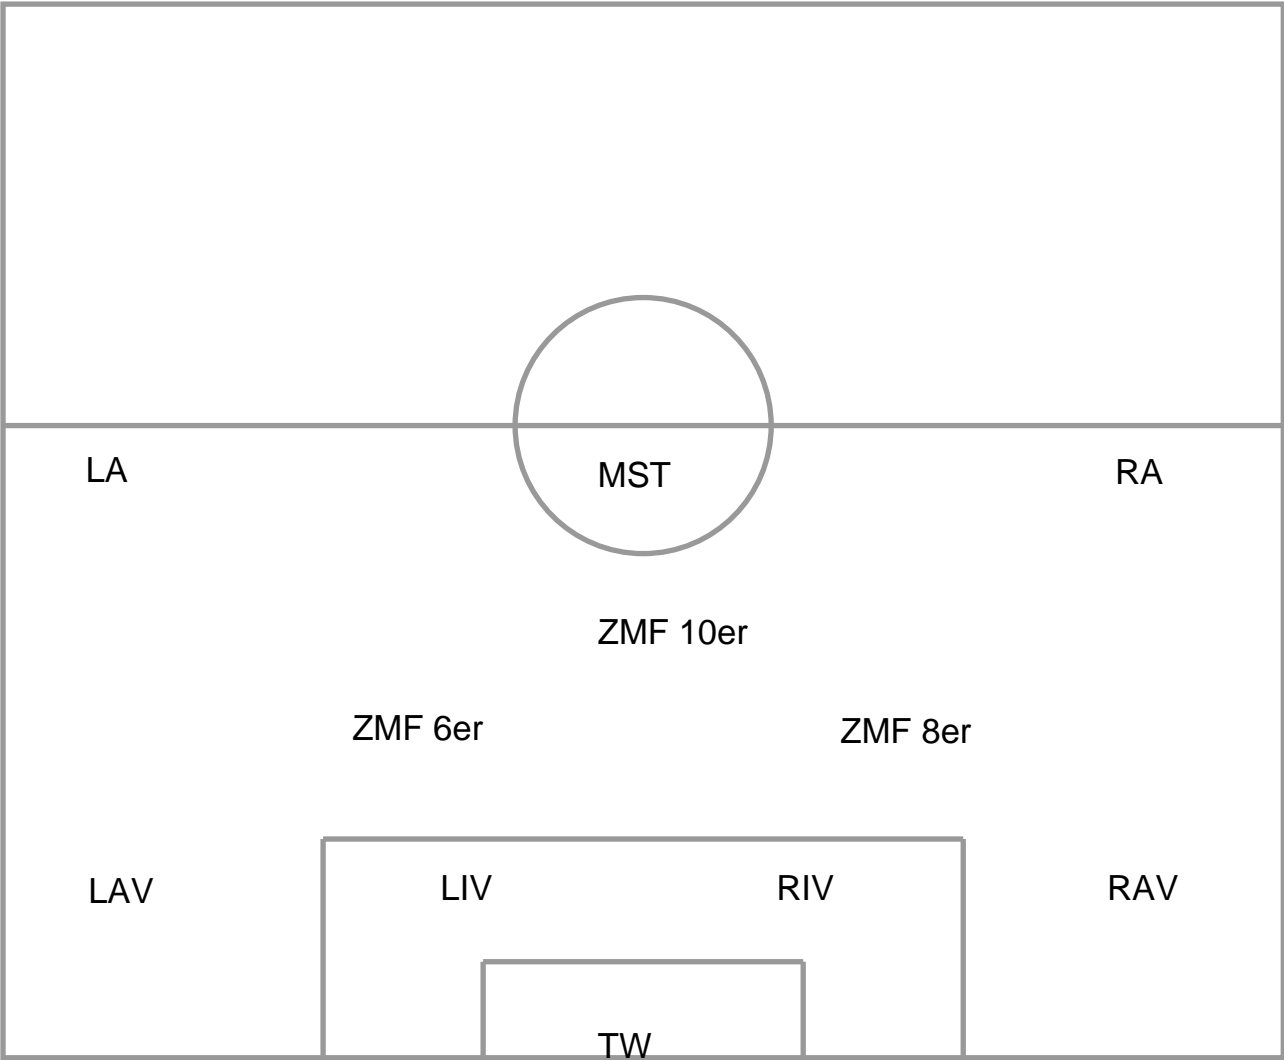 LA MST RA
ZMF 10er
ZMF 6er ZMF 8er
LAV LIV RIV RAV
TW